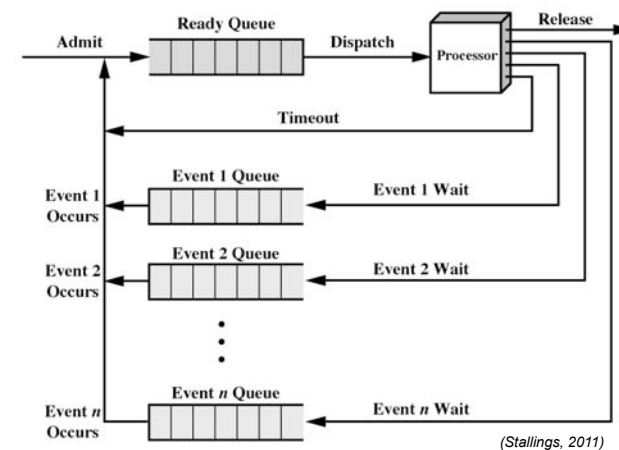 Ready Queue
Release
Admit
Dispatch
Processor
Timeout
Event 1 Queue
Event 1
Occurs
Event 1 Wait
Event 2 Queue
Event 2
Occurs
Event 2 Wait
Event n Queue
Event n
Occurs
Event n Wait
(Stallings, 2011)